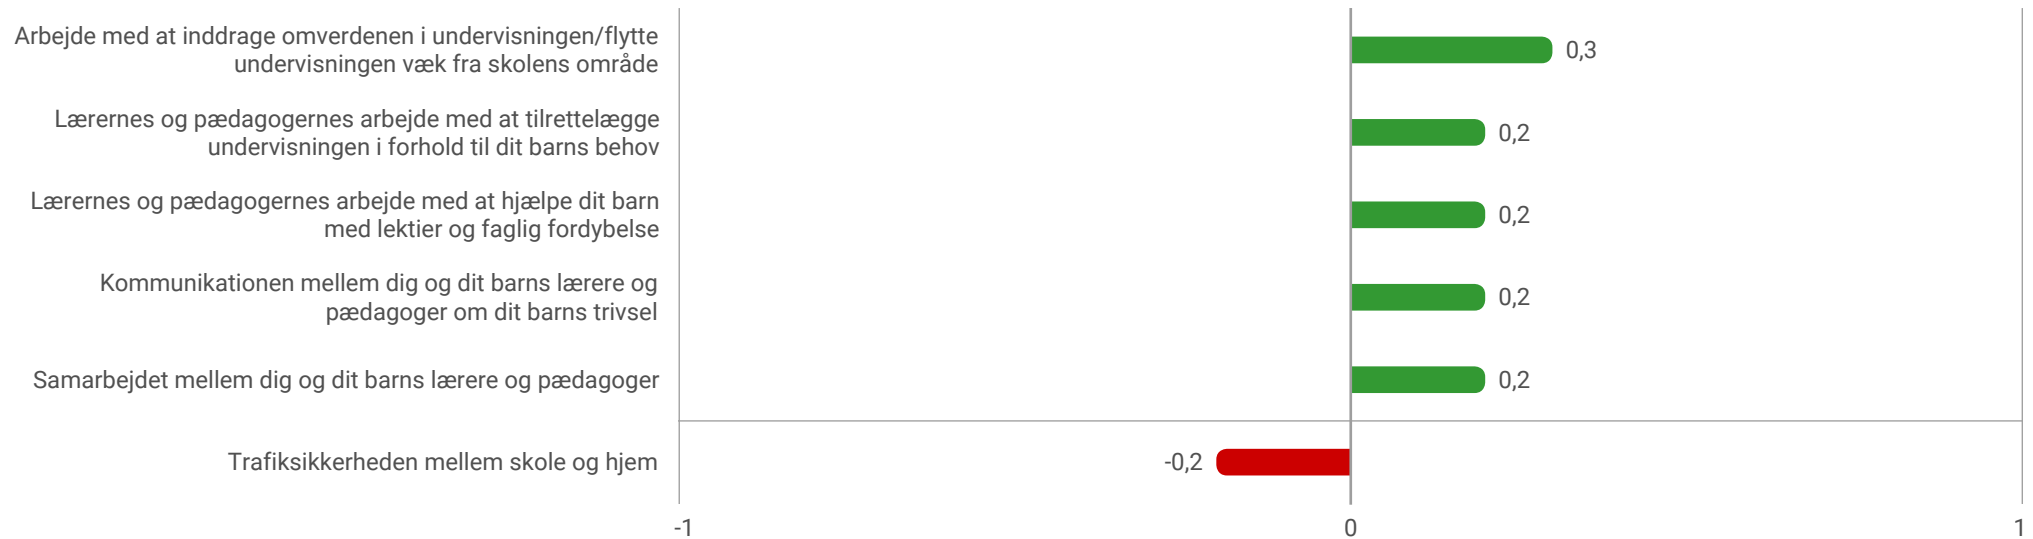 Arbejde med at inddrage omverdenen i undervisningen/flytte
undervisningen væk fra skolens område
0,3
Lærernes og pædagogernes arbejde med at tilrettelægge
undervisningen i forhold til dit barns behov
0,2
Lærernes og pædagogernes arbejde med at hjælpe dit barn
med lektier og faglig fordybelse
0,2
Kommunikationen mellem dig og dit barns lærere og
pædagoger om dit barns trivsel
0,2
Samarbejdet mellem dig og dit barns lærere og pædagoger
0,2
Trafiksikkerheden mellem skole og hjem
-0,2
-1
0
1